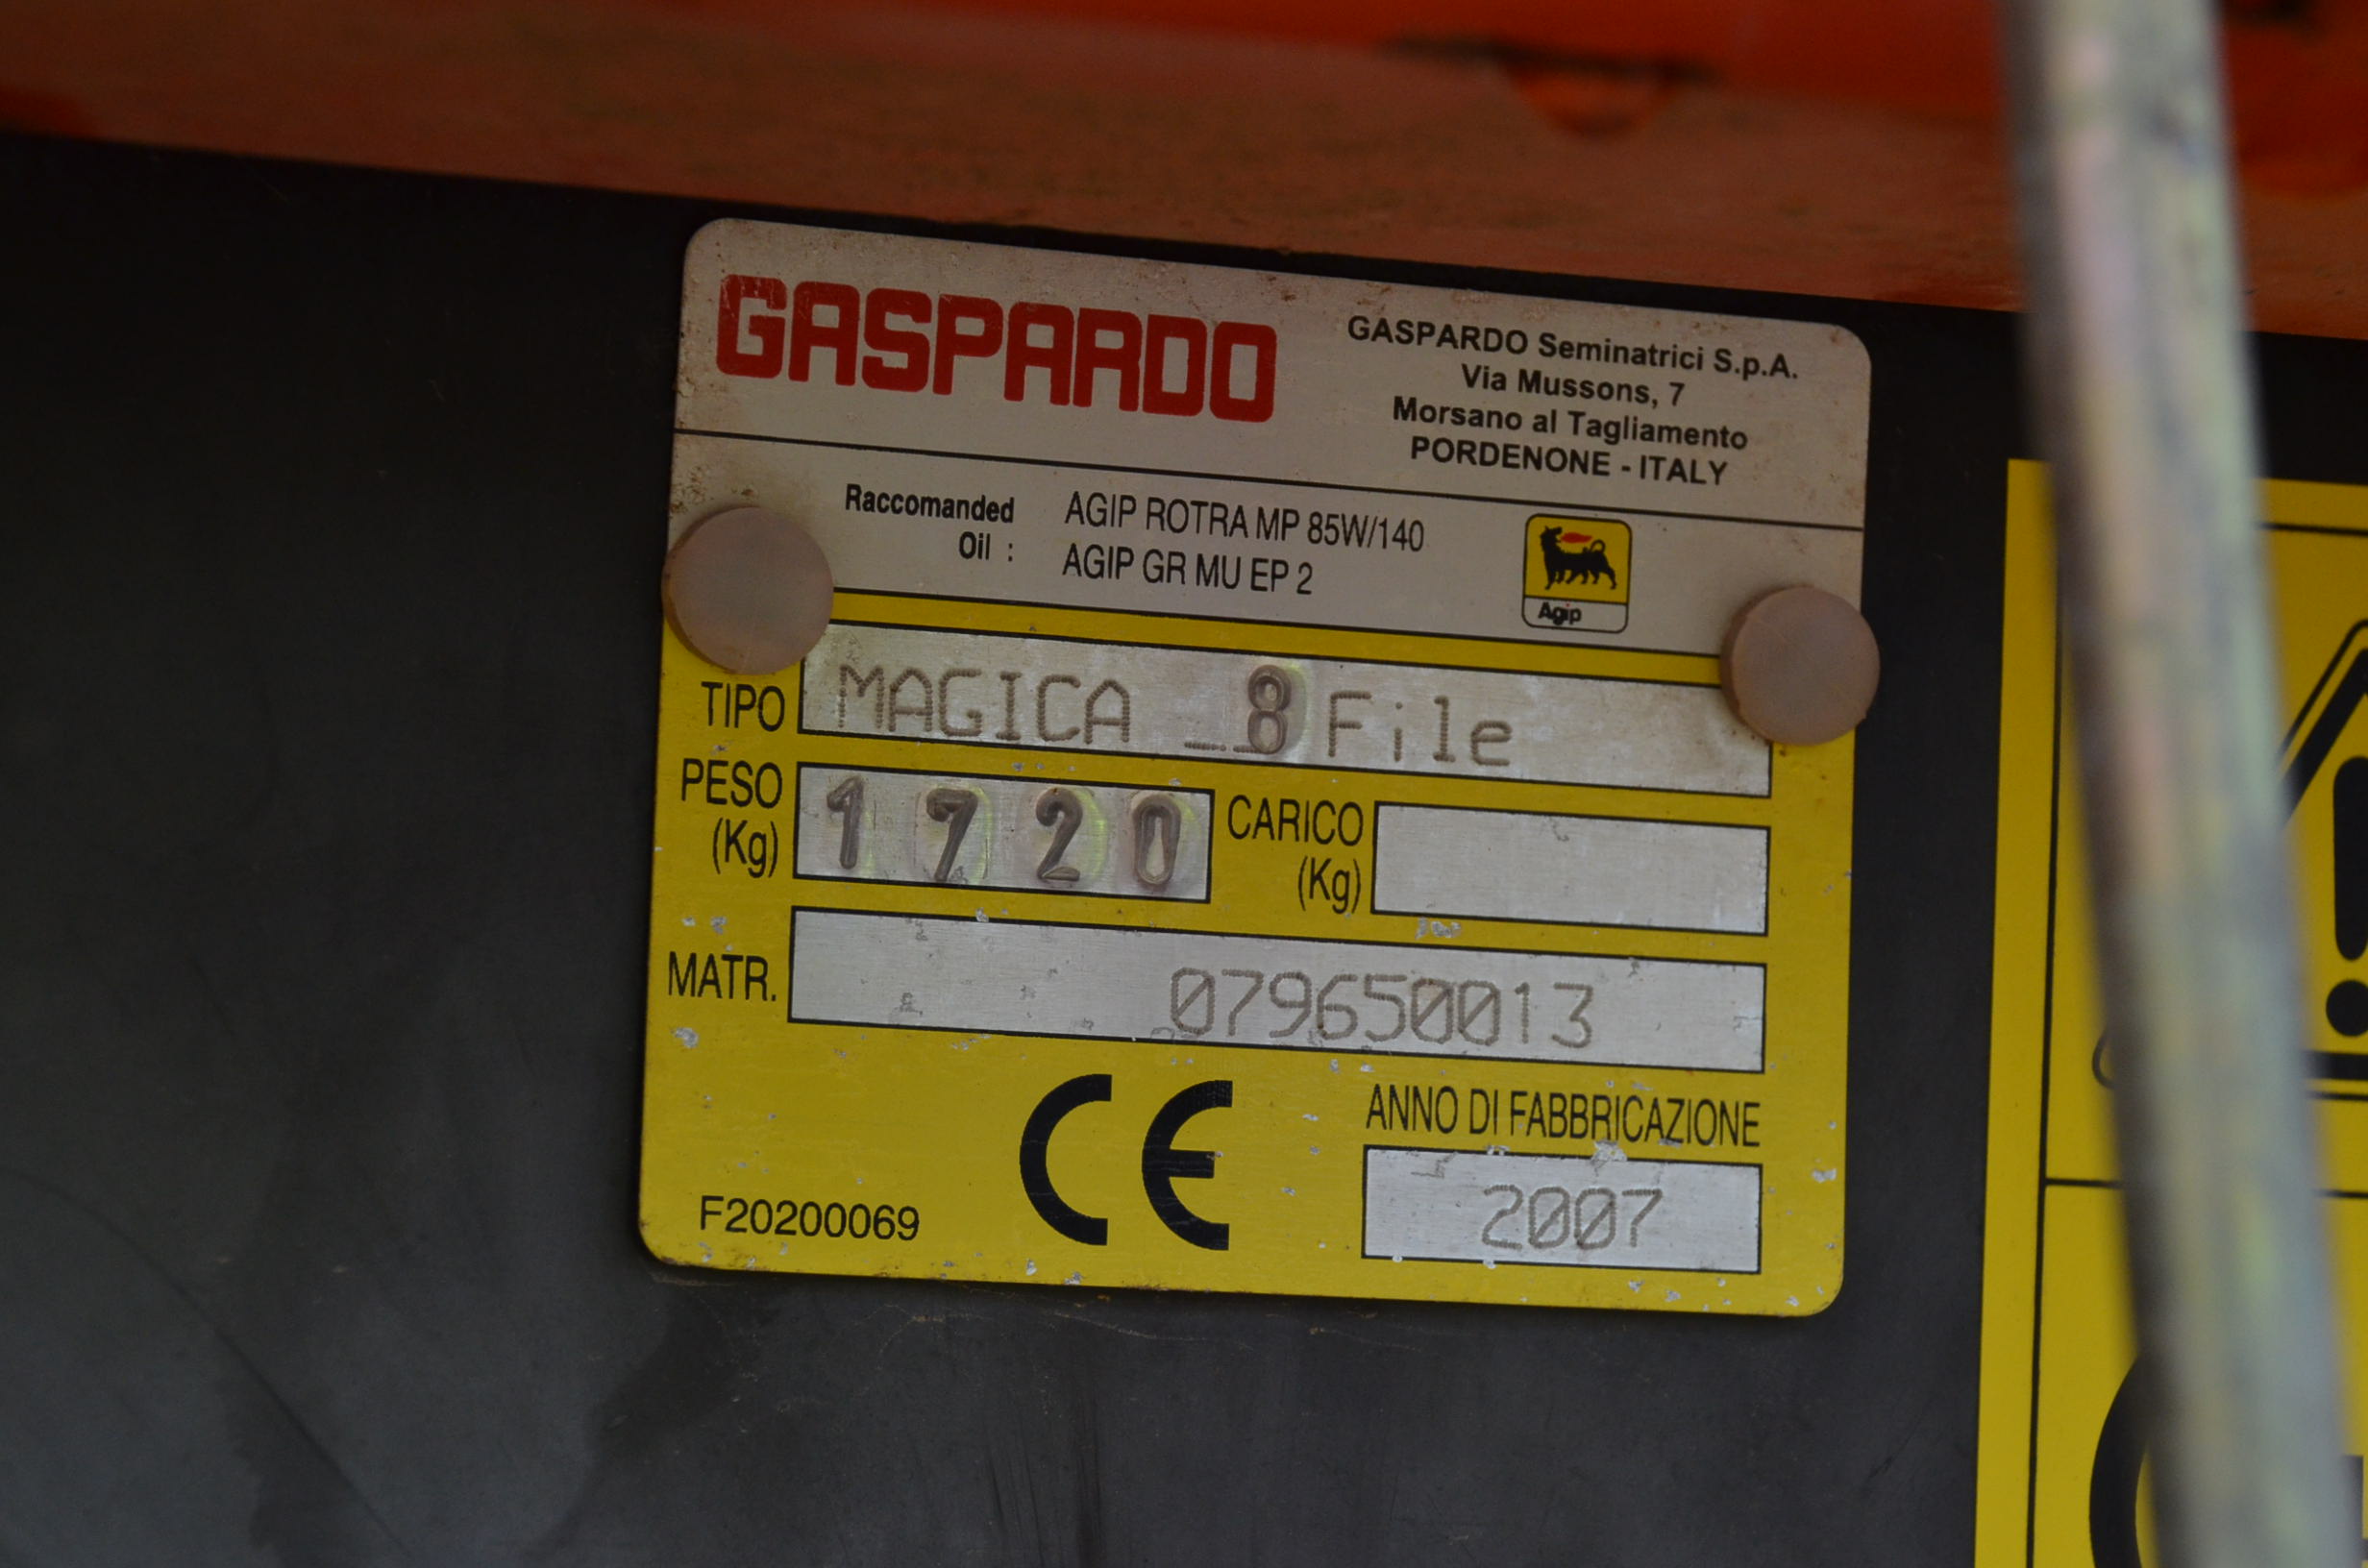 GASPARDO
GASPARDO Seminatrici S.p.A.
Via Mussons, 7
Morsano al Tagliamento
PORDENONE - ITALY
Raccomanded Oil :
AGIP ROTRA MP 85W/140
AGIP GR MU EP 2
Agip
TIPO MAGICA __8 File
PESO (Kg) 1720 CARICO (Kg)
MATR. 079650013
CE
ANNO DI FABBRICAZIONE
2007
F20200069